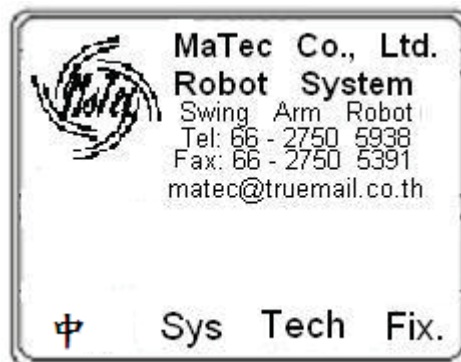 MaTec
MaTec Co., Ltd.
Robot System
Swing Arm Robot
Tel: 66 - 2750 5938
Fax: 66 - 2750 5391
matec@truemail.co.th
中 Sys Tech Fix.